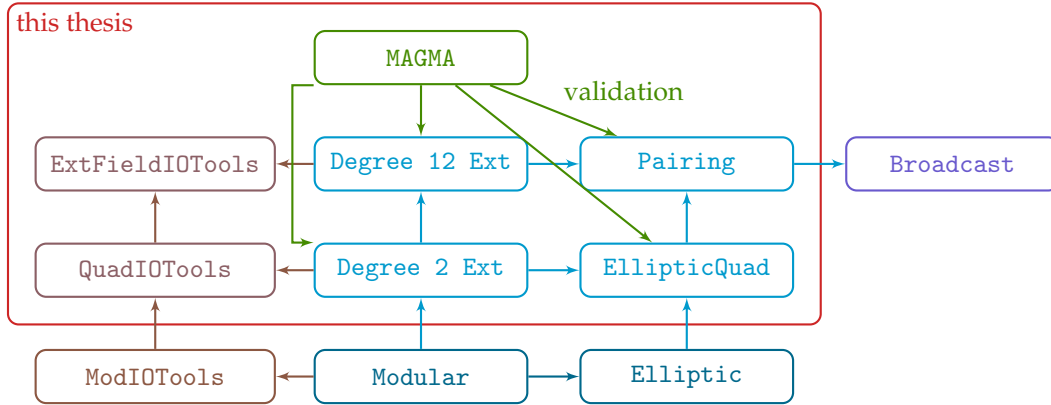 this thesis
MAGMA
validation
ExtFieldIOTools
Degree 12 Ext
Pairing
Broadcast
QuadIOTools
Degree 2 Ext
EllipticQuad
ModIOTools
Modular
Elliptic